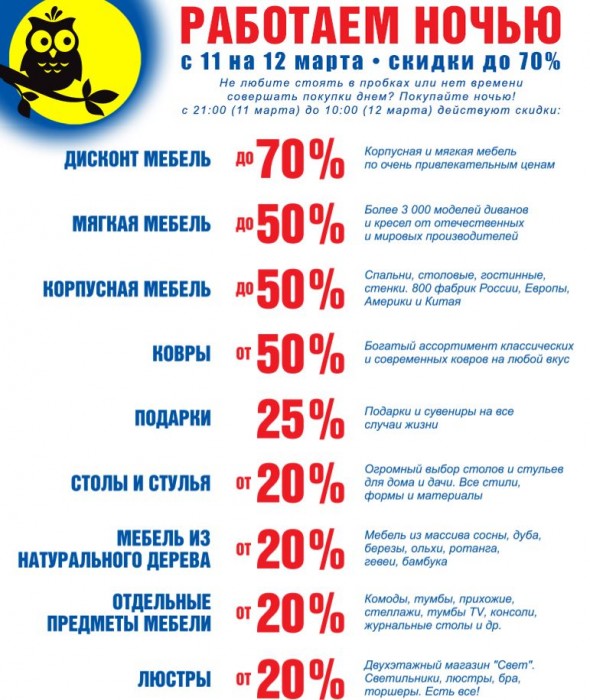 РАБОТАЕМ НОЧЬЮ
с 11 на 12 марта • скидки до 70%
Не любите стоять в пробках или нет времени
совершать покупки днем? Покупайте ночью!
с 21:00 (11 марта) до 10:00 (12 марта) действуют скидки:
ДИСКОНТ МЕБЕЛЬ до 70%
Корпусная и мягкая мебель
по очень привлекательным ценам
МЯГКАЯ МЕБЕЛЬ до 50%
Более 3 000 моделей диванов
и кресел от отечественных
и мировых производителей
КОРПУСНАЯ МЕБЕЛЬ до 50%
Спальни, столовые, гостинные,
стенки. 800 фабрик России, Европы,
Америки и Китая
КОВРЫ от 50%
Богатый ассортимент классических
и современных ковров на любой вкус
ПОДАРКИ 25%
Подарки и сувениры на все
случаи жизни
СТОЛЫ И СТУЛЬЯ от 20%
Огромный выбор столов и стульев
для дома и дачи. Все стили,
формы и материалы
МЕБЕЛЬ ИЗ
НАТУРАЛЬНОГО ДЕРЕВА от 20%
Мебель из массива сосны, дуба,
березы, ольхи, ротанга,
гевеи, бамбука
ОТДЕЛЬНЫЕ
ПРЕДМЕТЫ МЕБЕЛИ от 20%
Комоды, тумбы, прихожие,
стеллажи, тумбы TV, консоли,
журнальные столы и др.
ЛЮСТРЫ от 20%
Двухэтажный магазин "Свет".
Светильники, люстры, бра,
торшеры. Есть все!